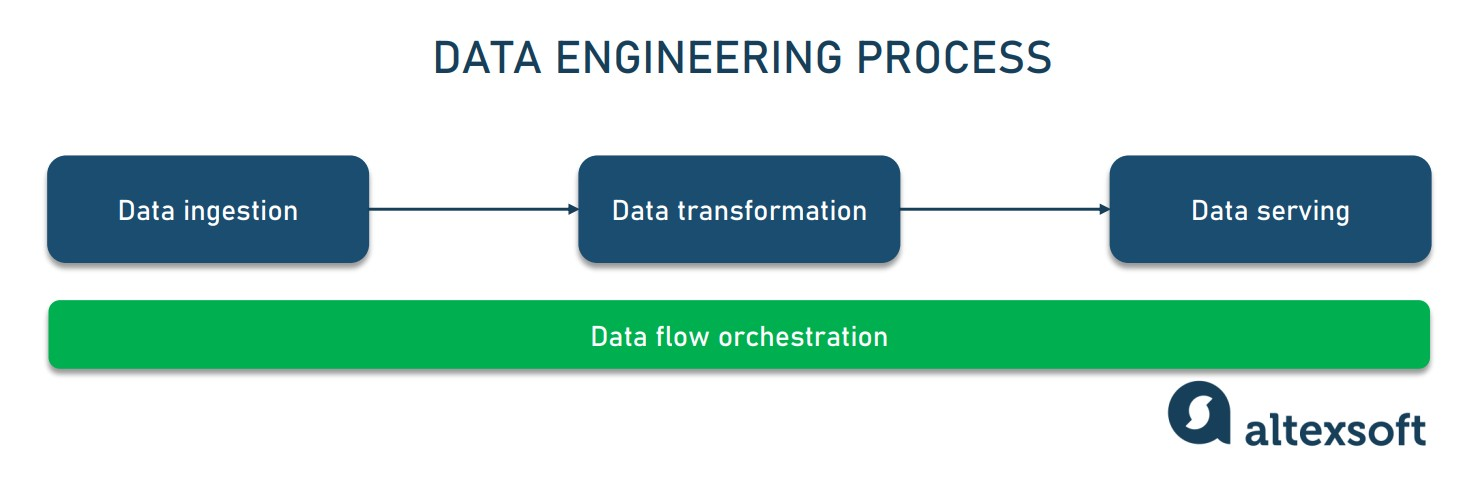 DATA ENGINEERING PROCESS
Data ingestion
Data transformation
Data serving
Data flow orchestration
altexsoft